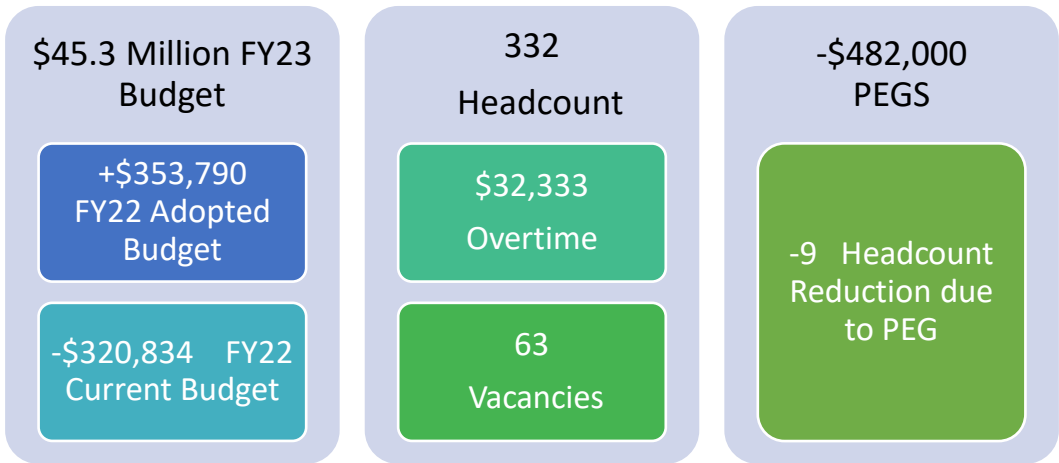 $45.3 Million FY23
Budget
+$353,790
FY22 Adopted
Budget
-$320,834 FY22
Current Budget
332
Headcount
$32,333
Overtime
63
Vacancies
-$482,000
PEGS
-9 Headcount
Reduction due
to PEG